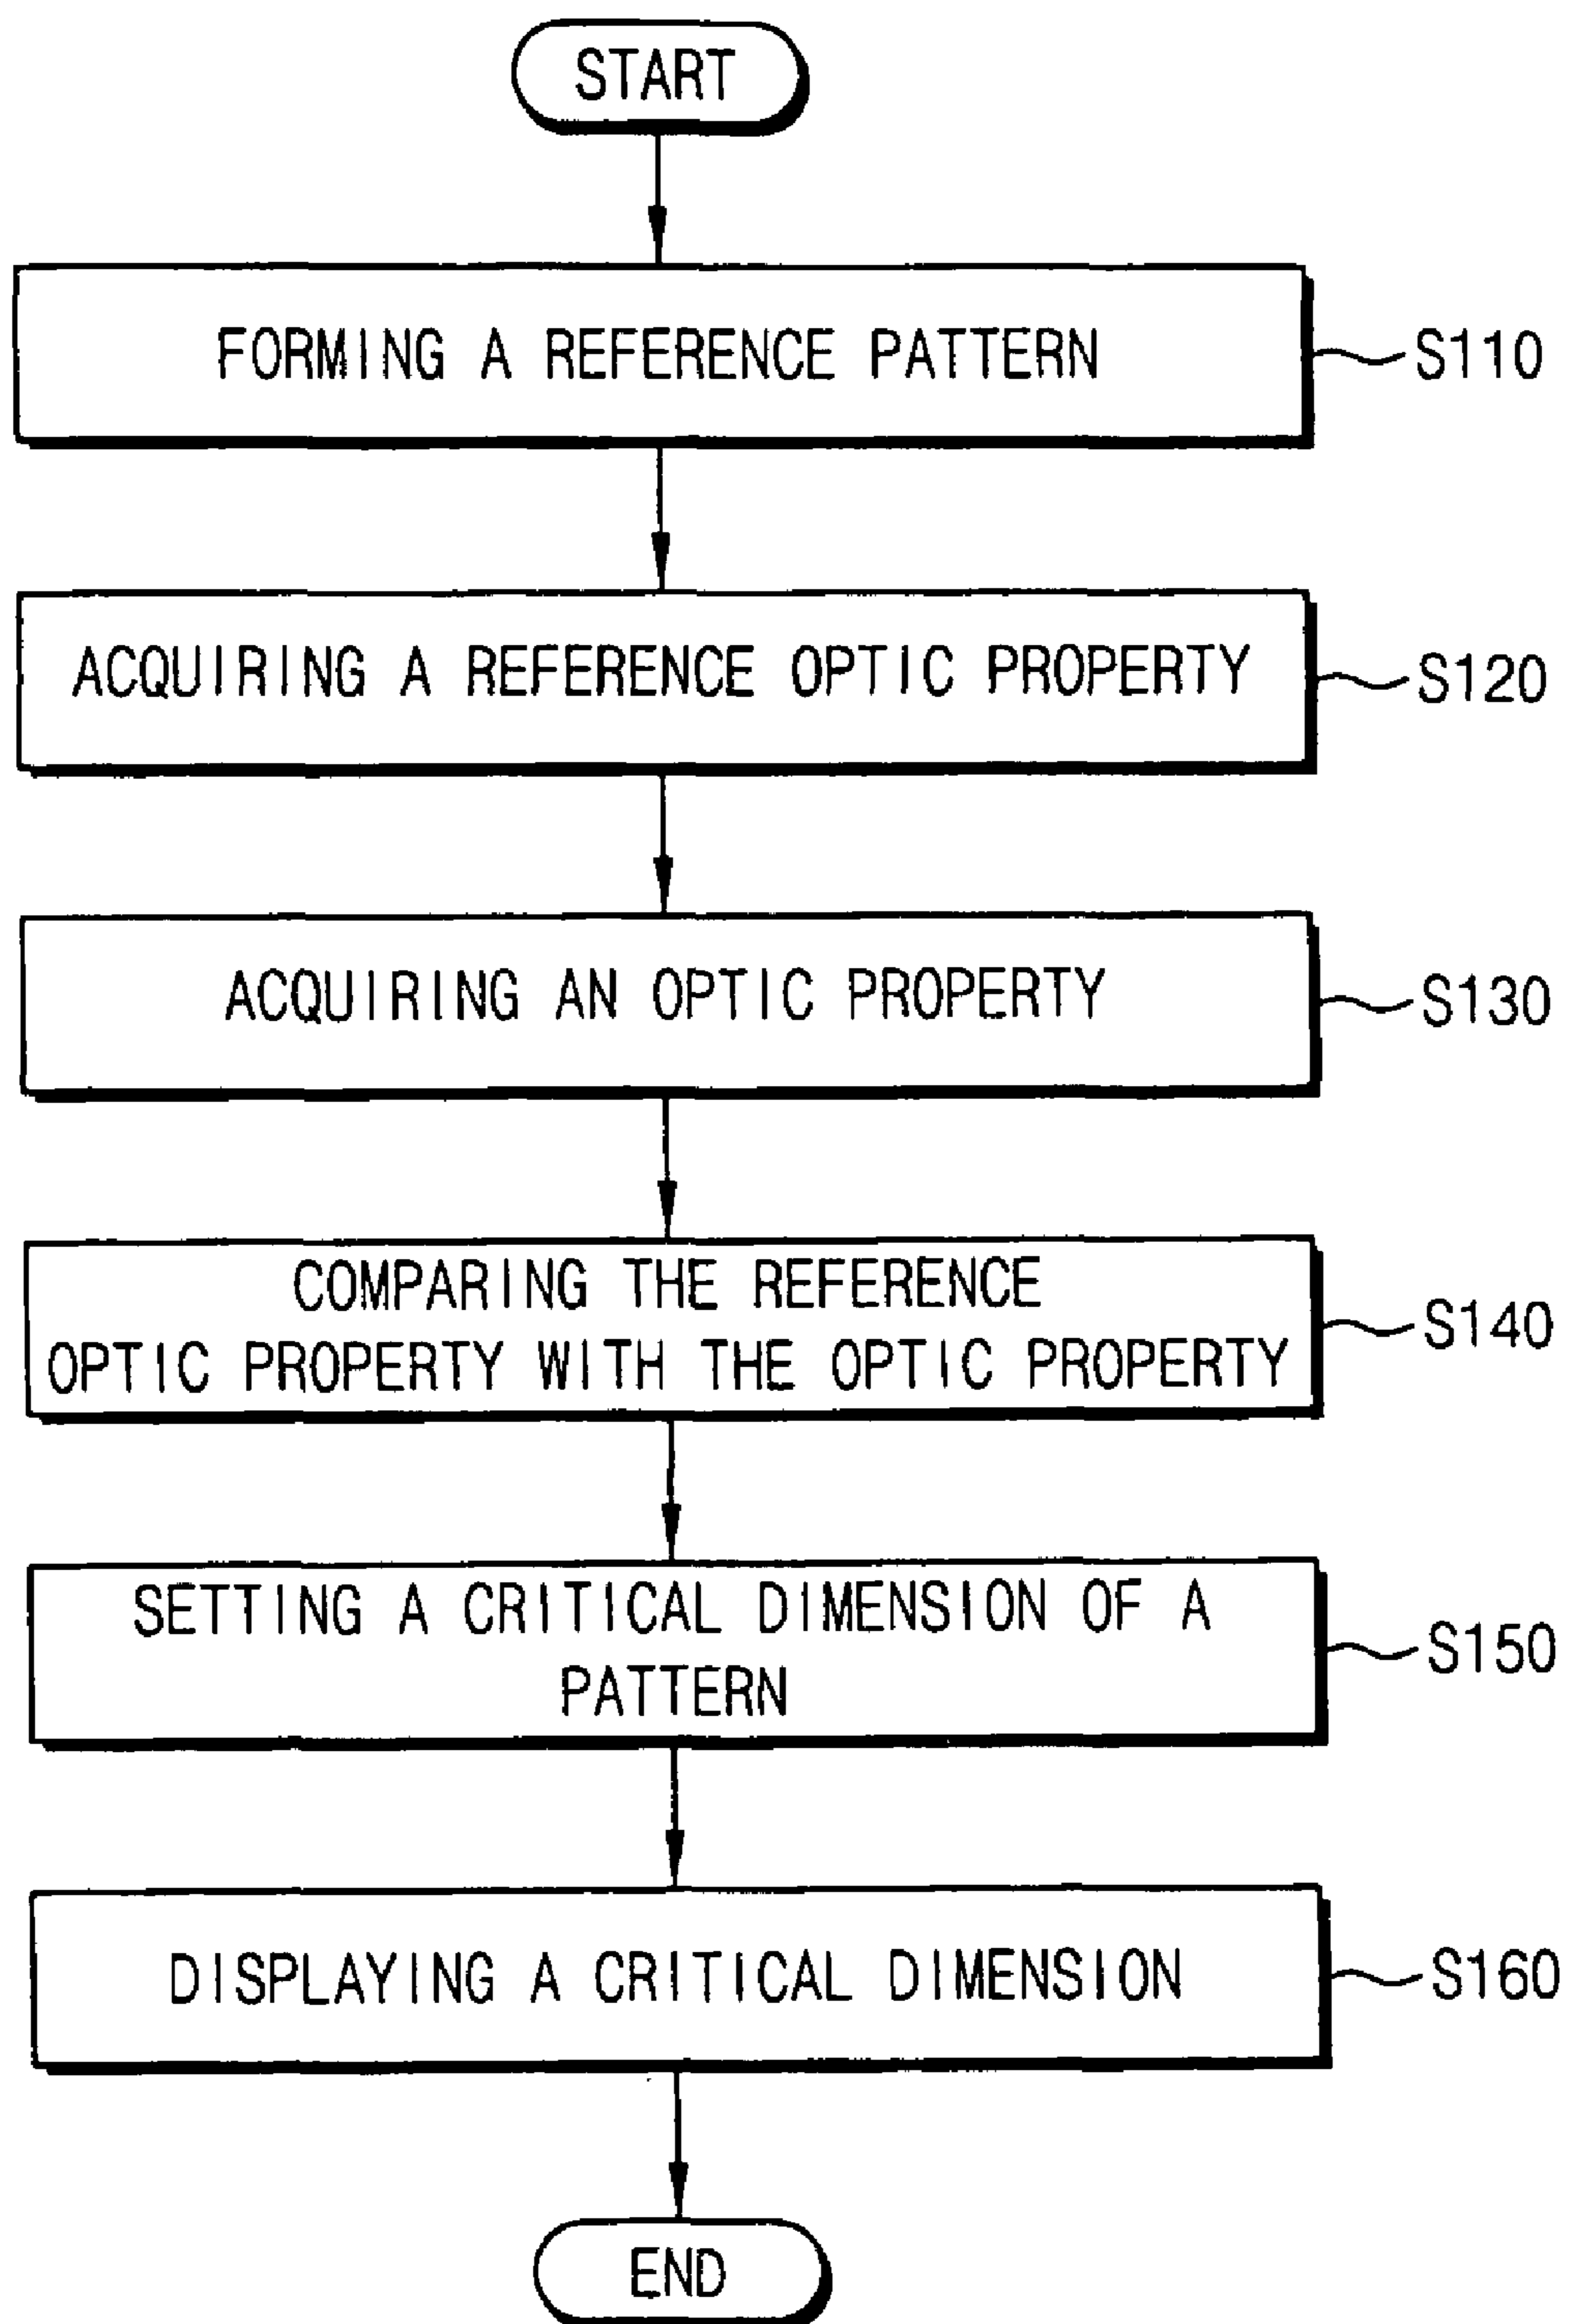 START
FORMING A REFERENCE PATTERN
S110
ACQUIRING A REFERENCE OPTIC PROPERTY
S120
ACQUIRING AN OPTIC PROPERTY
S130
COMPARING THE REFERENCE
OPTIC PROPERTY WITH THE OPTIC PROPERTY
S140
SETTING A CRITICAL DIMENSION OF A
PATTERN
S150
DISPLAYING A CRITICAL DIMENSION
S160
END